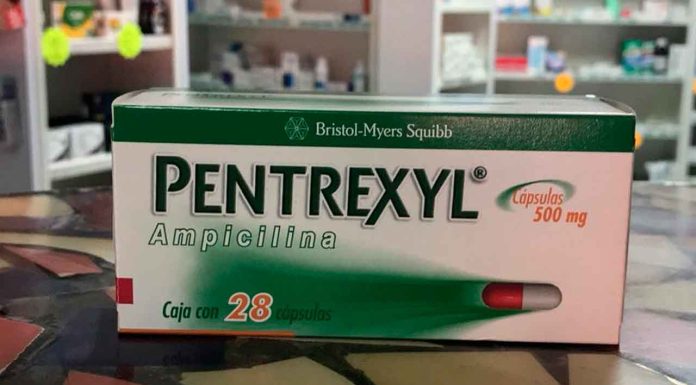 Bristol-Myers Squibb
PENTREXYL®
Cápsulas
500 mg
Ampicilina
Caja con 28 cápsulas